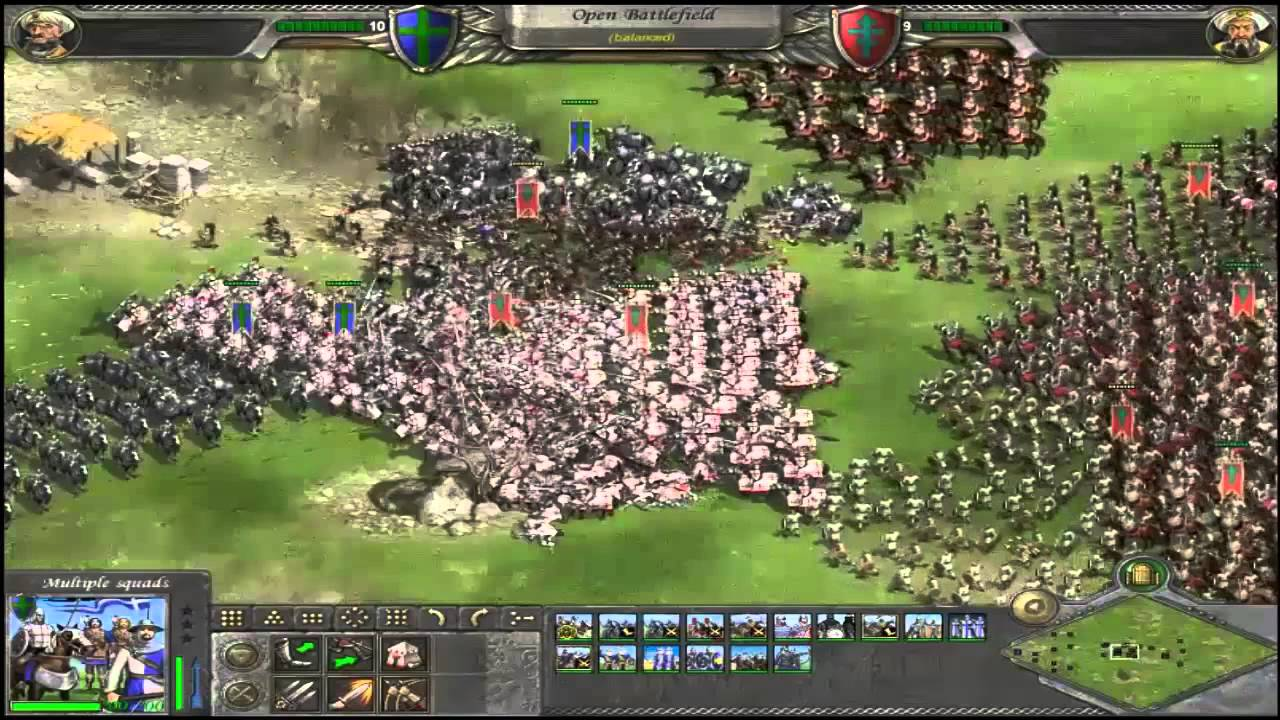 10
Open Battlefield
(balanced)
9
Multiple squads